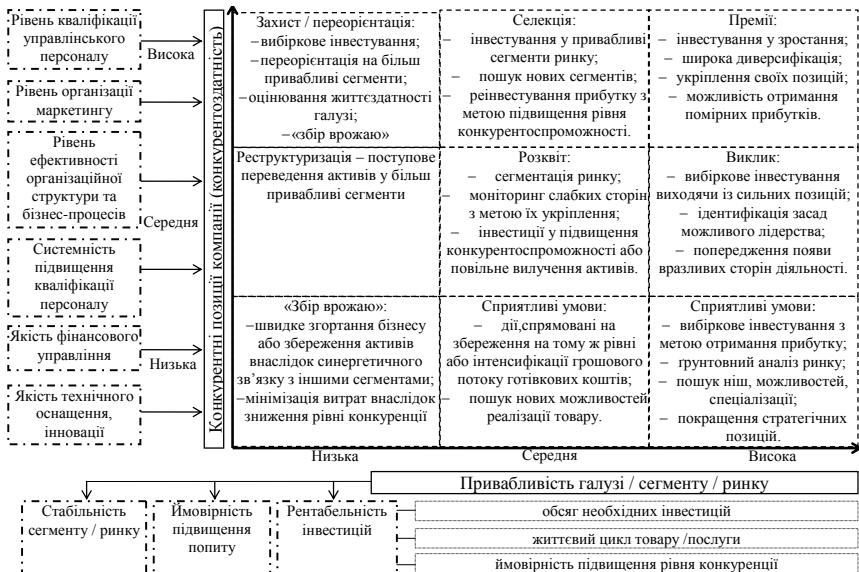 Рівень кваліфікації
управлінського
персоналу
Рівень організації
маркетингу
Рівень
ефективності
організаційної
структури та
бізнес-процесів
Системність
підвищення
кваліфікації
персоналу
Якість фінансового
управління
Якість технічного
оснащення,
інновації
Висока
Середня
Низька
Конкурентні позиції компанії (конкурентоздатність)
Захист / переорієнтація:
–вибіркове інвестування;
–переорієнтація на більш
привабливі сегменти;
–оцінювання життєздатності
галузі;
–«збір врожаю»
Селекція:
– інвестування у привабливі
сегменти ринку;
– пошук нових сегментів;
– реінвестування прибутку з
метою підвищення рівня
конкурентоспроможності.
Премії:
– інвестування у зростання;
– широка диверсифікація;
– укріплення своїх позицій;
– можливість отримання
помірних прибутків.
Реструктуризація – поступове
переведення активів у більш
привабливі сегменти
Розквіт:
– сегментація ринку;
– моніторинг слабких сторін
з метою їх укріплення;
– інвестиції у підвищення
конкурентоспроможності або
повільне вилучення активів.
Виклик:
– вибіркове інвестування
виходячи із сильних позицій;
– ідентифікація засад
можливого лідерства;
– попередження появи
вразливих сторін діяльності.
«Збір врожаю»:
–швидке згортання бізнесу
або збереження активів
внаслідок синергетичного
зв’язку з іншими сегментами;
–мінімізація витрат внаслідок
зниження рівні конкуренції
Сприятливі умови:
– дії,спрямовані на
збереження на тому ж рівні
або інтенсифікації грошового
потоку готівкових коштів;
– пошук нових можливостей
реалізації товару.
Сприятливі умови:
– вибіркове інвестування з
метою отримання прибутку;
– ґрунтовний аналіз ринку;
– пошук ніш, можливостей,
спеціалізації;
– покращення стратегічних
позицій.
Низька
Середня
Висока
Привабливість галузі / сегменту / ринку
Стабільність
сегменту / ринку
Ймовірність
підвищення
попиту
Рентабельність
інвестицій
обсяг необхідних інвестицій
життєвий цикл товару /послуги
ймовірність підвищення рівня конкуренції